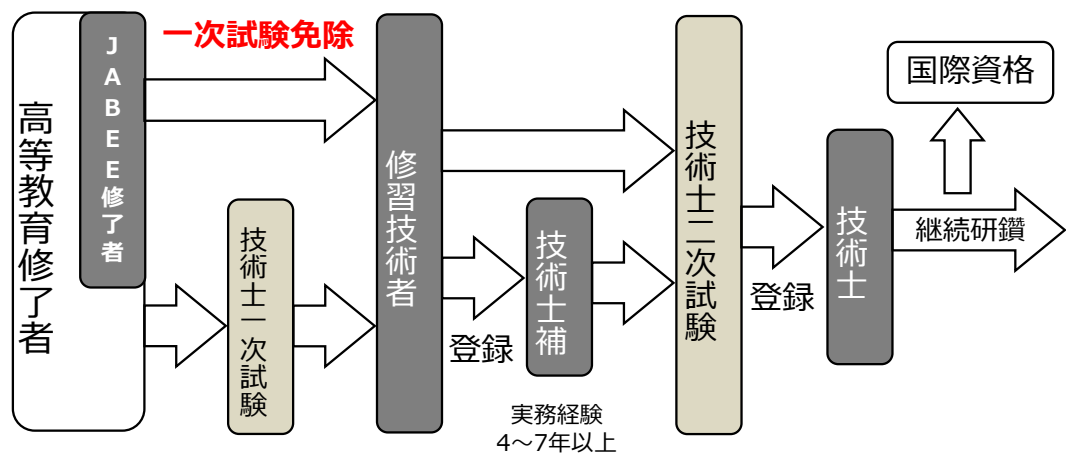 高等教育修了者
JABEE修了者
一次試験免除
技術士一次試験
修習技術者
登録
技術士補
実務経験
4～7年以上
技術士二次試験
登録
技術士
国際資格
継続研鑽